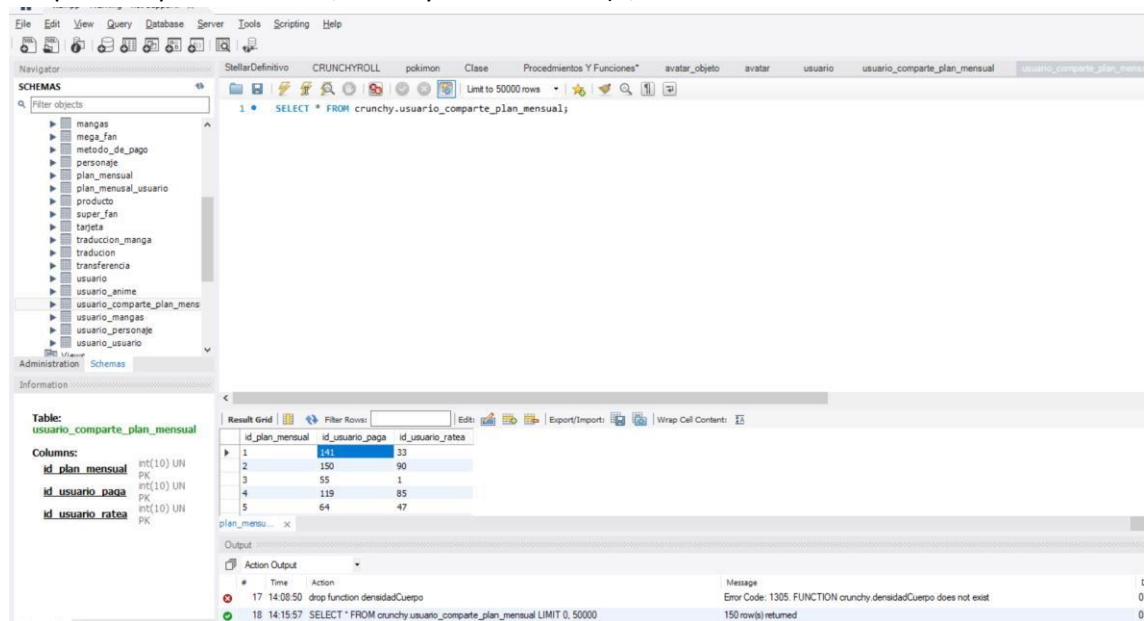 File Edit View Query Database Server Tools Scripting Help
Navigator
StellarDefinitivo CRUNCHYROLL pokimon Clase Procedmientos Y Funciones* avatar_objeto avatar usuario usuario_comparte_plan_mensual
SCHEMAS
Limit to 50000 rows
Filter objects
1 SELECT * FROM crunchy.usuario_comparte_plan_mensual;
mangas
mega_fan
metodo_de_pago
personaje
plan_mensual
plan_menusal_usuario
producto
super_fan
tarjeta
traduccion_manga
traducion
transferencia
usuario
usuario_anime
usuario_comparte_plan_mens
usuario_mangas
usuario_personaje
usuario_usuario
Views
Administration Schemas
Information
Table:
usuario_comparte_plan_mensual
Columns:
id_plan_mensual int(10) UN PK
id_usuario_paga int(10) UN PK
id_usuario_ratea int(10) UN PK
Result Grid Filter Rows: Edit: Export/Import: Wrap Cell Content:
id_plan_mensual id_usuario_paga id_usuario_ratea
1 141 33
2 150 90
3 55 1
4 119 85
5 64 47
plan_mensu...
Output
Action Output
# Time Action Message
17 14:08:50 drop function densidadCuerpo Error Code: 1305. FUNCTION crunchy.densidadCuerpo does not exist 0
18 14:15:57 SELECT * FROM crunchy.usuario_comparte_plan_mensual LIMIT 0, 50000 150 row(s) returned 0